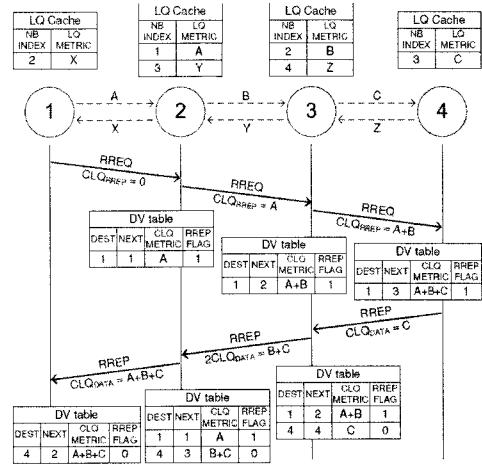 LQ Cache
NB INDEX LQ METRIC
2 X
LQ Cache
NB INDEX LQ METRIC
1 A
3 Y
LQ Cache
NB INDEX LQ METRIC
2 B
4 Z
LQ Cache
NB INDEX LQ METRIC
3 C
1 A X 2 B Y 3 C Z 4
RREQ
CLQRREP = 0
RREQ
CLQRREP = A
RREQ
CLQRREP = A+B
DV table
DEST NEXT CLQ METRIC RREP FLAG
1 1 A 1
DV table
DEST NEXT CLQ METRIC RREP FLAG
1 2 A+B 1
DV table
DEST NEXT CLQ METRIC RREP FLAG
1 3 A+B+C 1
RREP
CLQDATA = C
RREP
2CLQDATA = B+C
RREP
CLQDATA = A+B+C
DV table
DEST NEXT CLQ METRIC RREP FLAG
4 2 A+B+C 0
DV table
DEST NEXT CLQ METRIC RREP FLAG
1 1 A 1
4 3 B+C 0
DV table
DEST NEXT CLQ METRIC RREP FLAG
1 2 A+B 1
4 4 C 0